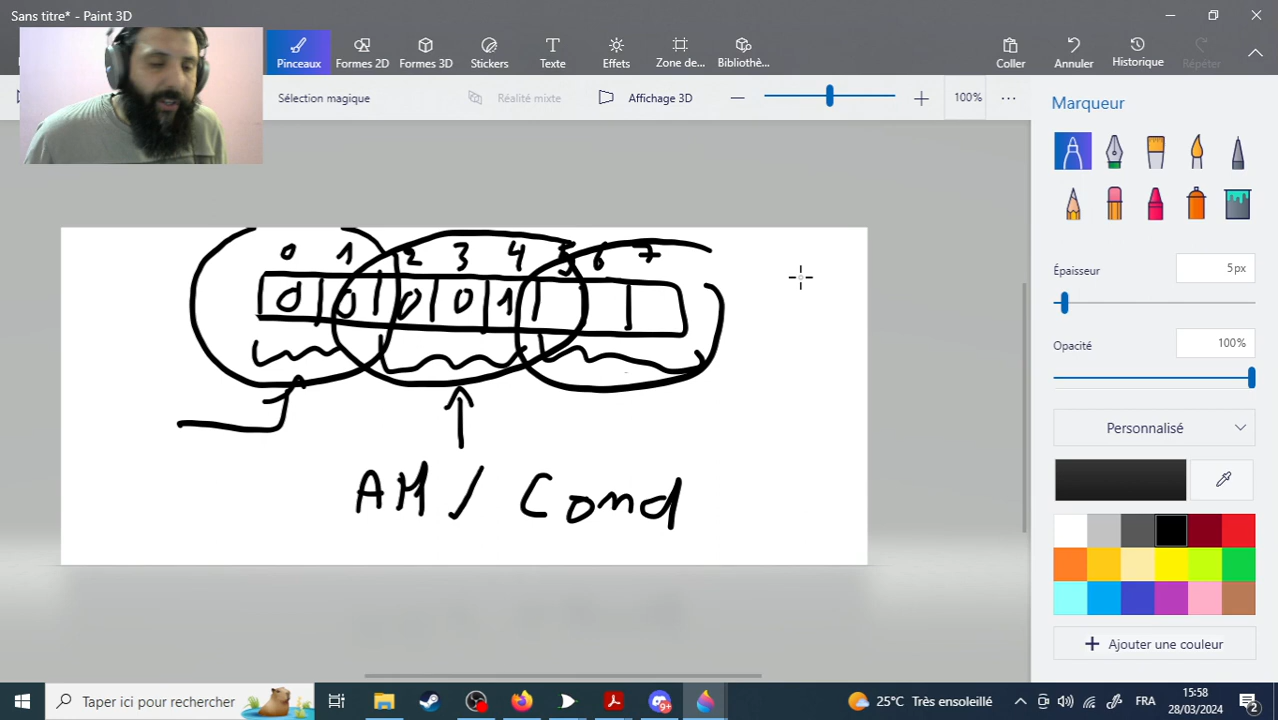 Sans titre* - Paint 3D
Pinceaux Formes 2D Formes 3D Stickers Texte Effets Zone de... Bibliothè... Coller Annuler Historique Répéter
Sélection magique Réalité mixte Affichage 3D 100%
Marqueur
Épaisseur 5px
Opacité 100%
Personnalisé
Ajouter une couleur
0 1 2 3 4 5 6 7
0 0 0 0 1
AM / Cond
Taper ici pour rechercher
25°C Très ensoleillé FRA 15:58
28/03/2024 2